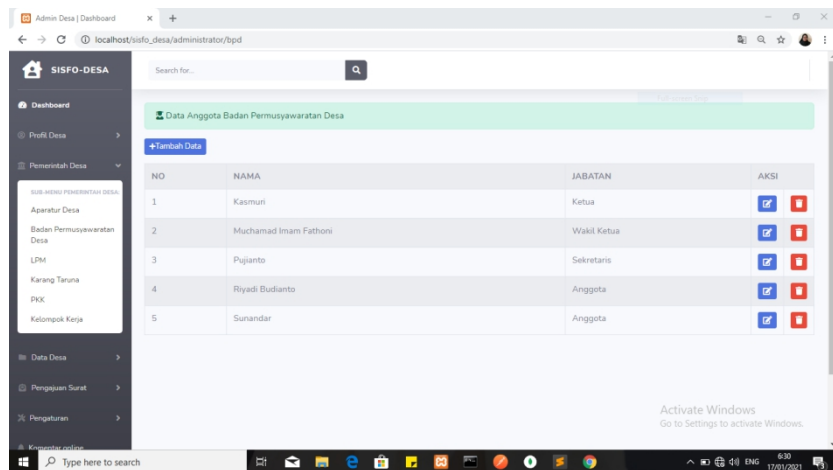 Admin Desa | Dashboard
localhost/sisfo_desa/administrator/bpd
SISFO-DESA
Search for...
Dashboard
Data Anggota Badan Permusyawaratan Desa
Profil Desa
+Tambah Data
Pemerintah Desa
SUB-MENU PEMERINTAH DESA:
Aparatur Desa
Badan Permusyawaratan
Desa
LPM
Karang Taruna
PKK
Kelompok Kerja
NO NAMA JABATAN AKSI
1 Kasmuri Ketua
2 Muchamad Imam Fathoni Wakil Ketua
3 Pujianto Sekretaris
4 Riyadi Budianto Anggota
5 Sunandar Anggota
Data Desa
Pengajuan Surat
Pengaturan
Komentar online
Activate Windows
Go to Settings to activate Windows.
Type here to search
ENG
6:30
17/01/2021